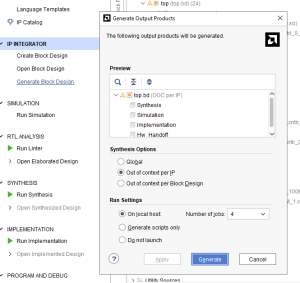 Language Templates
IP Catalog
IP INTEGRATOR
Create Block Design
Open Block Design
Generate Block Design
SIMULATION
Run Simulation
RTL ANALYSIS
Run Linter
Open Elaborated Design
SYNTHESIS
Run Synthesis
Open Synthesized Design
IMPLEMENTATION
Run Implementation
Open Implemented Design
PROGRAM AND DEBUG
top (top.bd) (24)
Generate Output Products
The following output products will be generated.
Preview
top.bd (OOC per IP)
Synthesis
Simulation
Implementation
Hw_Handoff
Synthesis Options
Global
Out of context per IP
Out of context per Block Design
Run Settings
On local host: Number of jobs: 4
Generate scripts only
Do not launch
? Apply Generate Cancel
Utility Sources